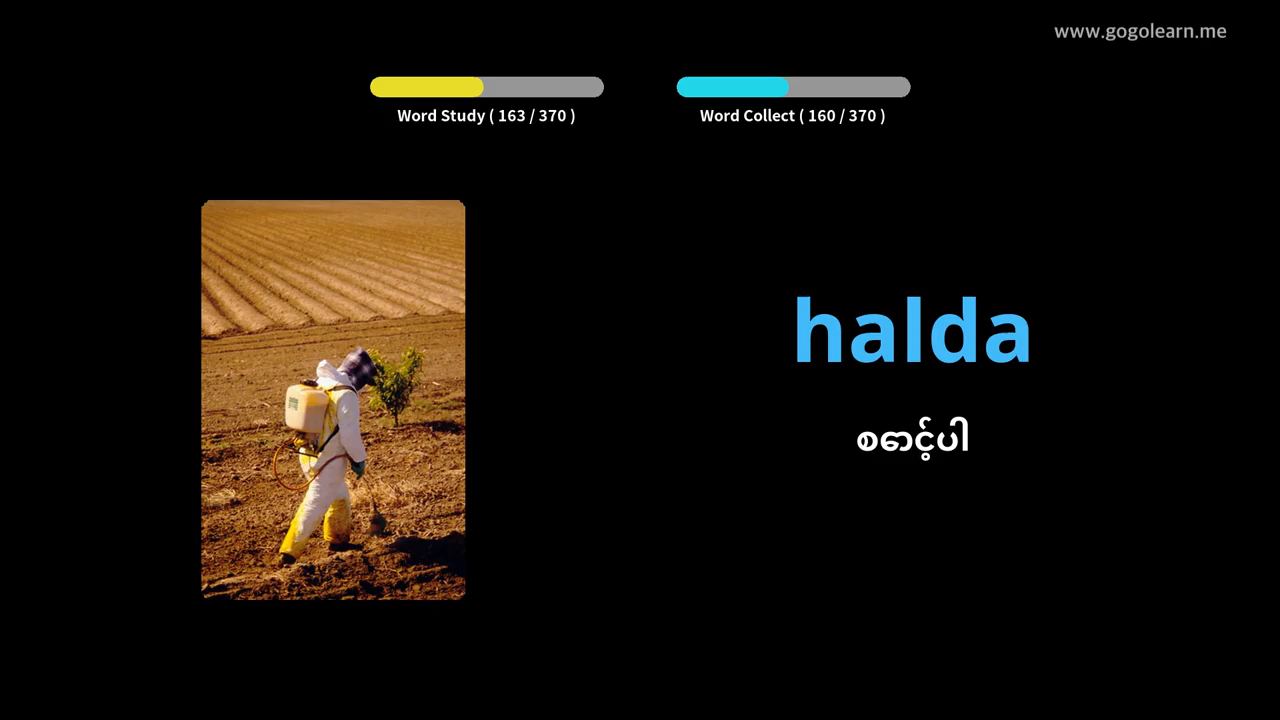 www.gogolearn.me
Word Study ( 163 / 370 )
Word Collect ( 160 / 370 )
halda
စောင့်ပါ